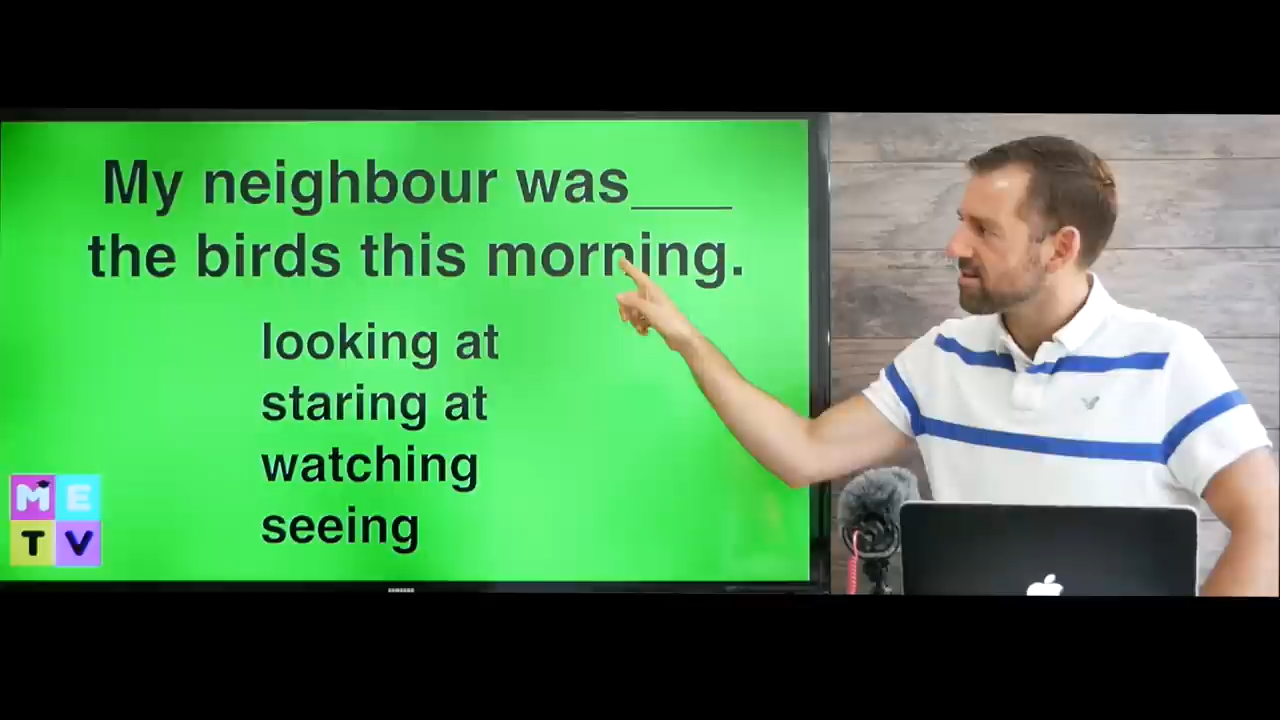 My neighbour was____
the birds this morning.
looking at
staring at
watching
seeing
M E
T V